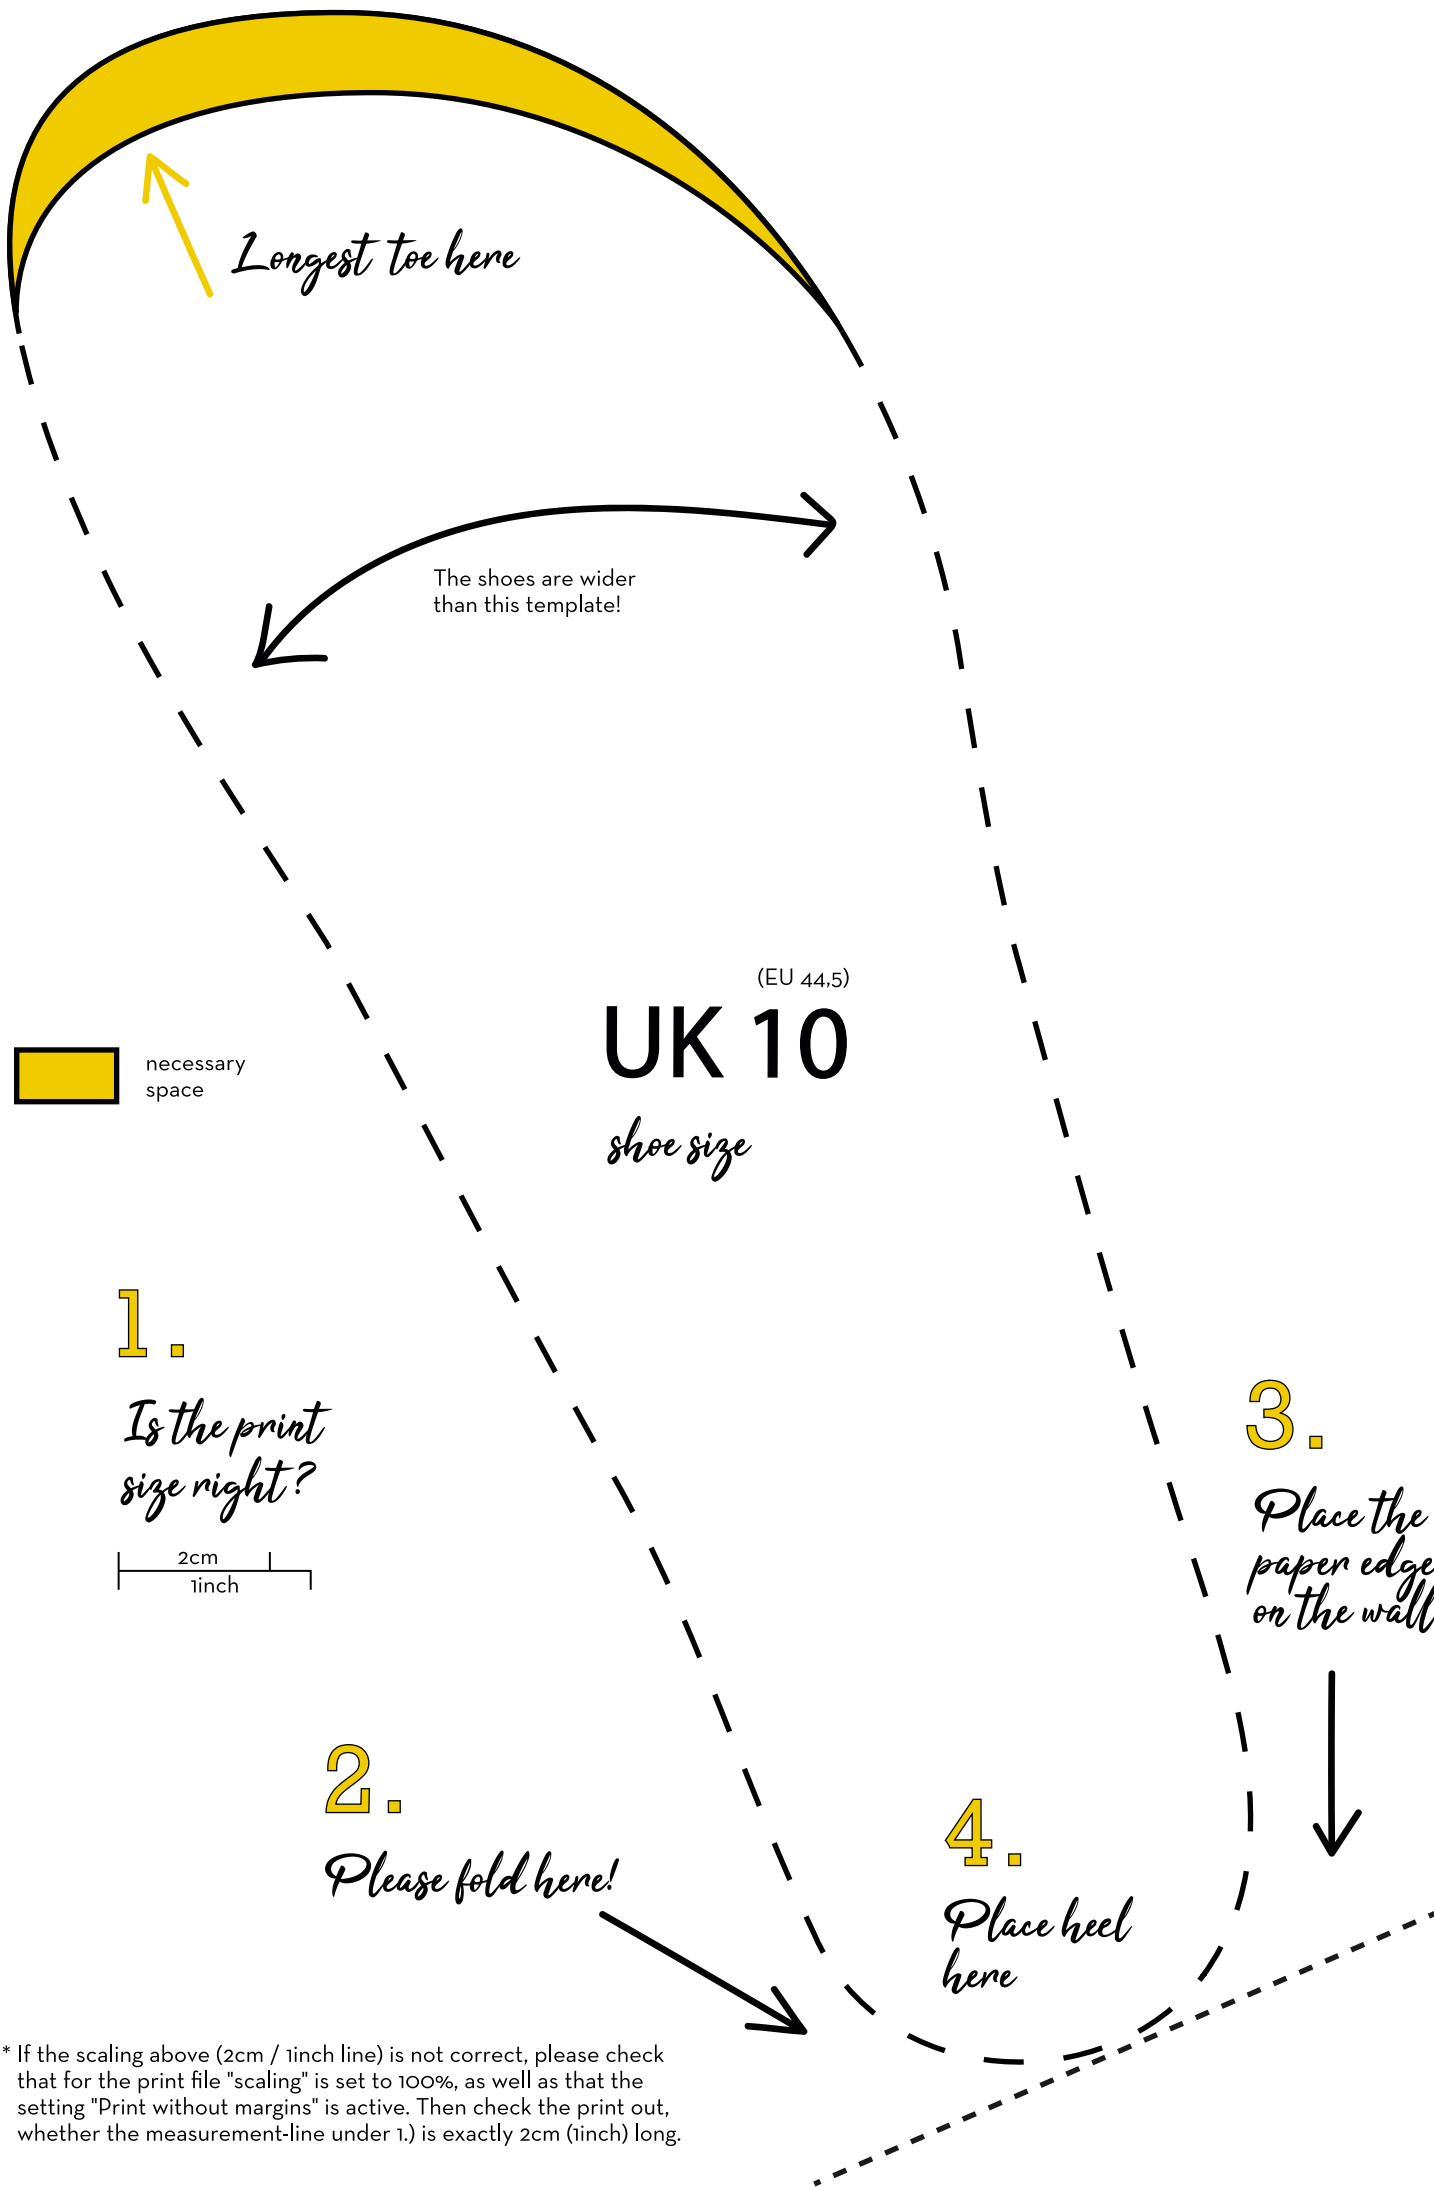 Longest toe here
The shoes are wider
than this template!
(EU 44,5)
UK 10
shoe size
necessary
space
1.
Is the print
size right?
2cm
1inch
3.
Place the
paper edge
on the wall
2.
Please fold here!
4.
Place heel
here
* If the scaling above (2cm / 1inch line) is not correct, please check
that for the print file "scaling" is set to 100%, as well as that the
setting "Print without margins" is active. Then check the print out,
whether the measurement-line under 1.) is exactly 2cm (1inch) long.